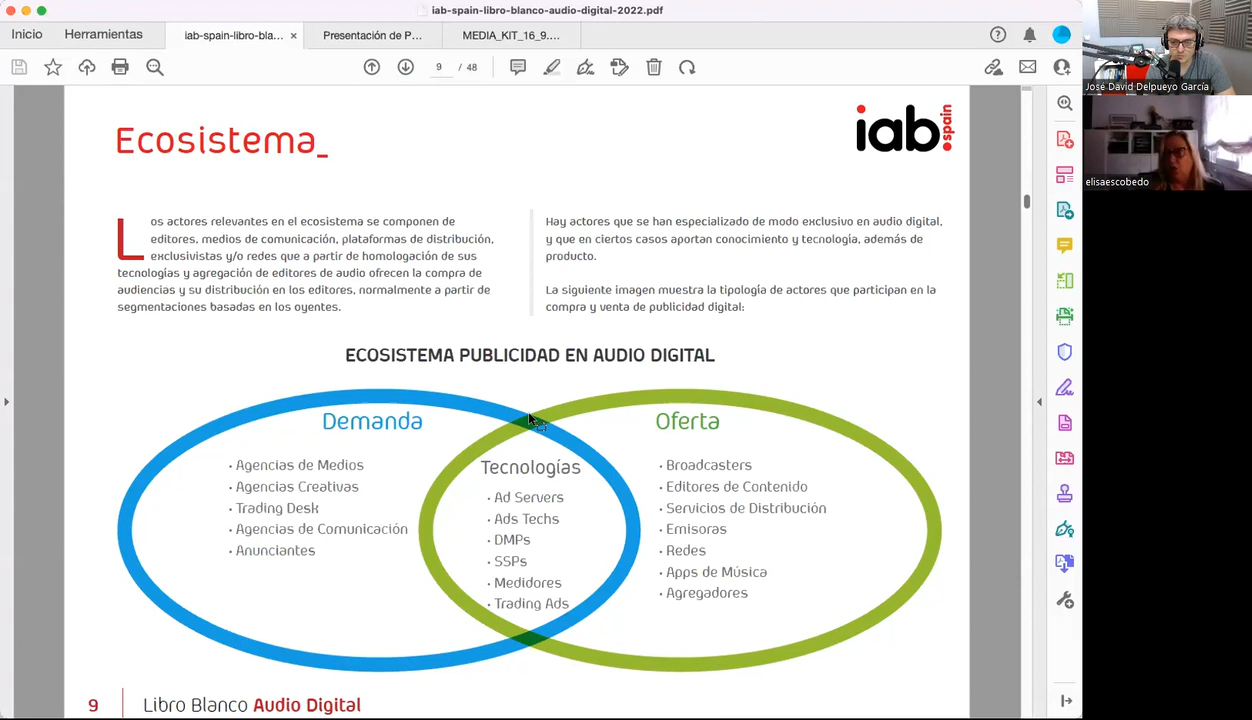 iab-spain-libro-blanco-audio-digital-2022.pdf
Inicio
Herramientas
iab-spain-libro-bla...
×
Presentación de P...
MEDIA_KIT_16_9....
9 / 48
José David Delpueyo García
elisaescobedo
Ecosistema_
iab spain
Los actores relevantes en el ecosistema se componen de
editores, medios de comunicación, plataformas de distribución,
exclusivistas y/o redes que a partir de homologación de sus
tecnologías y agregación de editores de audio ofrecen la compra de
audiencias y su distribución en los editores, normalmente a partir de
segmentaciones basadas en los oyentes.
Hay actores que se han especializado de modo exclusivo en audio digital,
y que en ciertos casos aportan conocimiento y tecnología, además de
producto.
La siguiente imagen muestra la tipología de actores que participan en la
compra y venta de publicidad digital:
ECOSISTEMA PUBLICIDAD EN AUDIO DIGITAL
Demanda
· Agencias de Medios
· Agencias Creativas
· Trading Desk
· Agencias de Comunicación
· Anunciantes
Tecnologías
· Ad Servers
· Ads Techs
· DMPs
· SSPs
· Medidores
· Trading Ads
Oferta
· Broadcasters
· Editores de Contenido
· Servicios de Distribución
· Emisoras
· Redes
· Apps de Música
· Agregadores
9
Libro Blanco Audio Digital